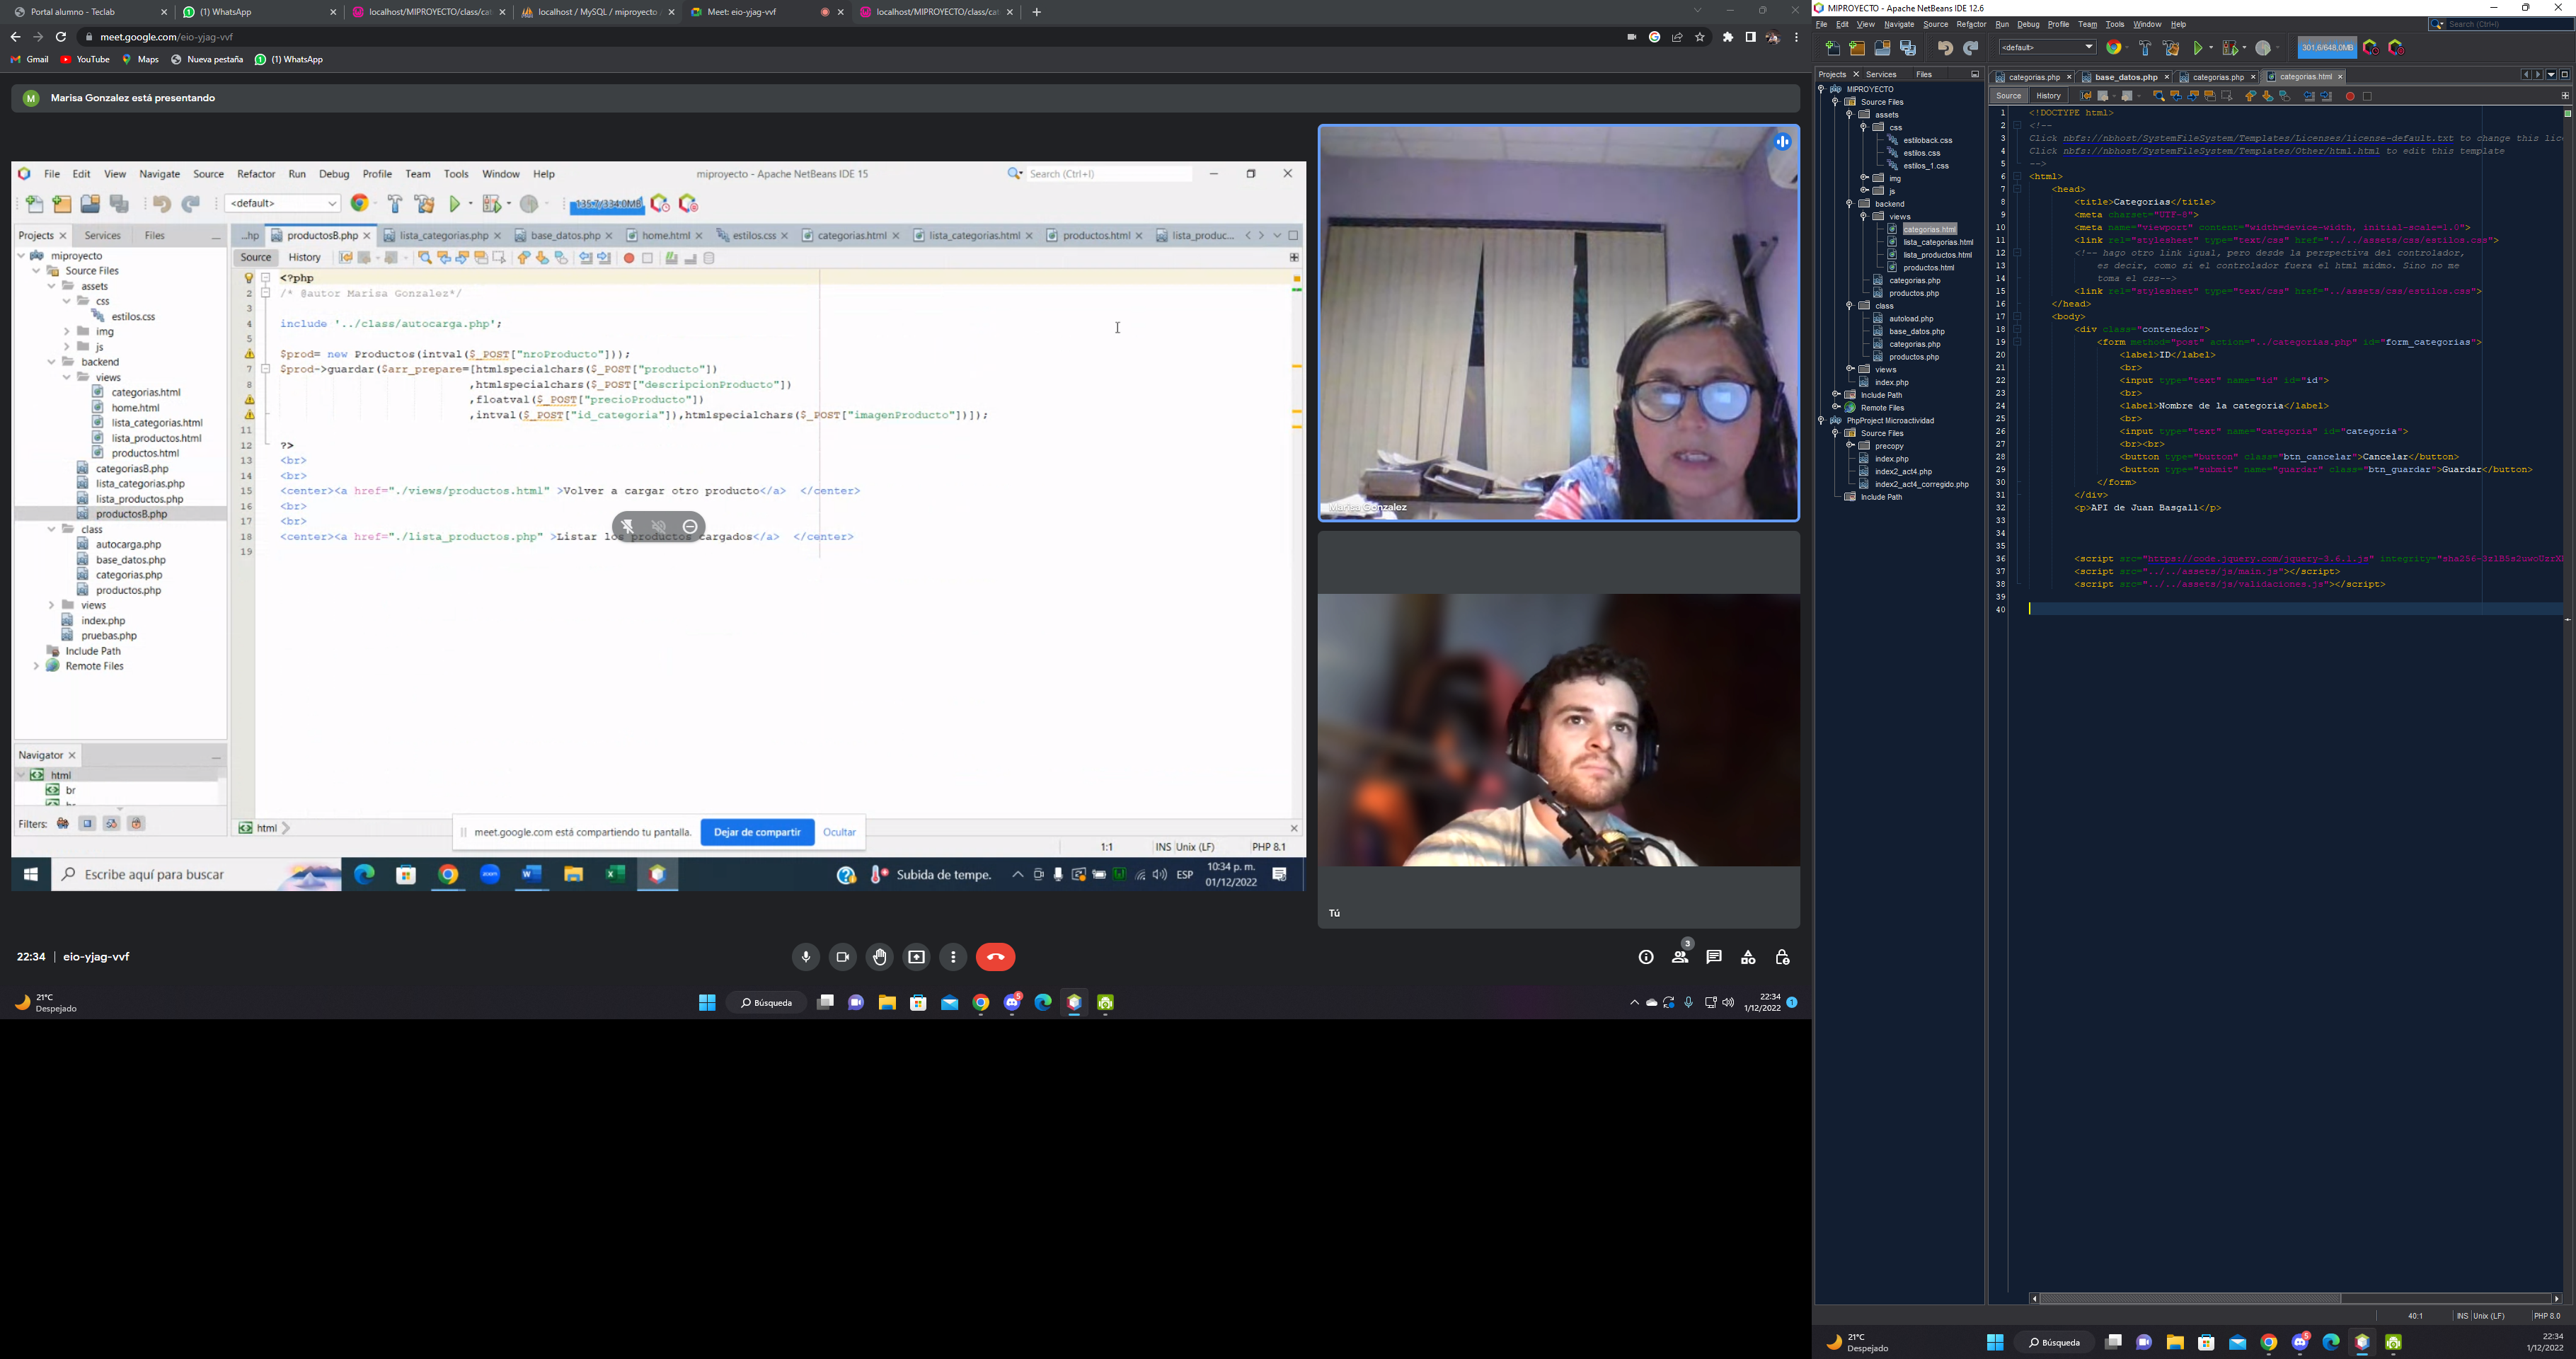 Portal alumno - Teclab
(1) WhatsApp
localhost/MIPROYECTO/class/cat
localhost / MySQL / miproyecto
Meet: eio-yjag-vvf
localhost/MIPROYECTO/class/cat
meet.google.com/eio-yjag-vvf
Gmail
YouTube
Maps
Nueva pestaña
(1) WhatsApp
M
Marisa Gonzalez está presentando
File Edit View Navigate Source Refactor Run Debug Profile Team Tools Window Help
miproyecto - Apache NetBeans IDE 15
Search (Ctrl+I)
<default>
135.7/334.0MB
Projects
Services
Files
...hp
productosB.php
lista_categorias.php
base_datos.php
home.html
estilos.css
categorias.html
lista_categorias.html
productos.html
lista_produc...
Source
History
miproyecto
Source Files
assets
css
estilos.css
img
js
backend
views
categorias.html
home.html
lista_categorias.html
lista_productos.html
productos.html
categoriasB.php
lista_categorias.php
lista_productos.php
productosB.php
class
autocarga.php
base_datos.php
categorias.php
productos.php
views
index.php
pruebas.php
Include Path
Remote Files
<?php
2 /* @autor Marisa Gonzalez*/
3
4 include '../class/autocarga.php';
5
$prod= new Productos(intval($_POST["nroProducto"]));
7 $prod->guardar($arr_prepare=[htmlspecialchars($_POST["producto"])
8 ,htmlspecialchars($_POST["descripcionProducto"])
,floatval($_POST["precioProducto"])
,intval($_POST["id_categoria"]),htmlspecialchars($_POST["imagenProducto"])]);
11
12 ?>
13 <br>
14 <br>
15 <center><a href="./views/productos.html" >Volver a cargar otro producto</a> </center>
16 <br>
17 <br>
18 <center><a href="./lista_productos.php" >Listar los productos cargados</a> </center>
19
Navigator
html
br
Filters:
html
meet.google.com está compartiendo tu pantalla.
Dejar de compartir
Ocultar
1:1
INS Unix (LF)
PHP 8.1
Escribe aquí para buscar
Subida de tempe.
ESP
10:34 p. m.
01/12/2022
Marisa Gonzalez
Tú
22:34 | eio-yjag-vvf
3
21°C
Despejado
Búsqueda
5
22:34
1/12/2022
1
MIPROYECTO - Apache NetBeans IDE 12.6
File Edit View Navigate Source Refactor Run Debug Profile Team Tools Window Help
Search (Ctrl+I)
<default>
301,6/648,0MB
Projects
Services
Files
categorias.php
base_datos.php
categorias.php
categorias.html
Source
History
MIPROYECTO
Source Files
assets
css
estiloback.css
estilos.css
estilos_1.css
img
js
backend
views
categorias.html
lista_categorias.html
lista_productos.html
productos.html
categorias.php
productos.php
class
autoload.php
base_datos.php
categorias.php
productos.php
views
index.php
Include Path
Remote Files
PhpProject Microactividad
Source Files
precopy
index.php
index2_act4.php
index2_act4_corregido.php
Include Path
1 <!DOCTYPE html>
2 <!--
3 Click nbfs://nbhost/SystemFileSystem/Templates/Licenses/license-default.txt to change this lic
4 Click nbfs://nbhost/SystemFileSystem/Templates/Other/html.html to edit this template
5 -->
6 <html>
7 <head>
8 <title>Categorias</title>
9 <meta charset="UTF-8">
10 <meta name="viewport" content="width=device-width, initial-scale=1.0">
11 <link rel="stylesheet" type="text/css" href="../../assets/css/estilos.css">
12 <!-- hago otro link igual, pero desde la perspectiva del controlador,
13 es decir, como si el controlador fuera el html midmo. Sino no me
14 toma el css-->
15 <link rel="stylesheet" type="text/css" href="../assets/css/estilos.css">
16 </head>
17 <body>
18 <div class="contenedor">
19 <form method="post" action="../categorias.php" id="form_categorias">
20 <label>ID</label>
21 <br>
22 <input type="text" name="id" id="id">
23 <br>
24 <label>Nombre de la categoria</label>
25 <br>
26 <input type="text" name="categoria" id="categoria">
27 <br><br>
28 <button type="button" class="btn_cancelar">Cancelar</button>
29 <button type="submit" name="guardar" class="btn_guardar">Guardar</button>
30 </form>
31 </div>
32 <p>API de Juan Basgall</p>
33
34
35
36 <script src="https://code.jquery.com/jquery-3.6.1.js"
37 <script src="../../assets/js/main.js"></script>
38 <script src="../../assets/js/validaciones.js"></script>
39
40
40:1
INS Unix (LF)
PHP 8.0
21°C
Despejado
Búsqueda
5
22:34
1/12/2022